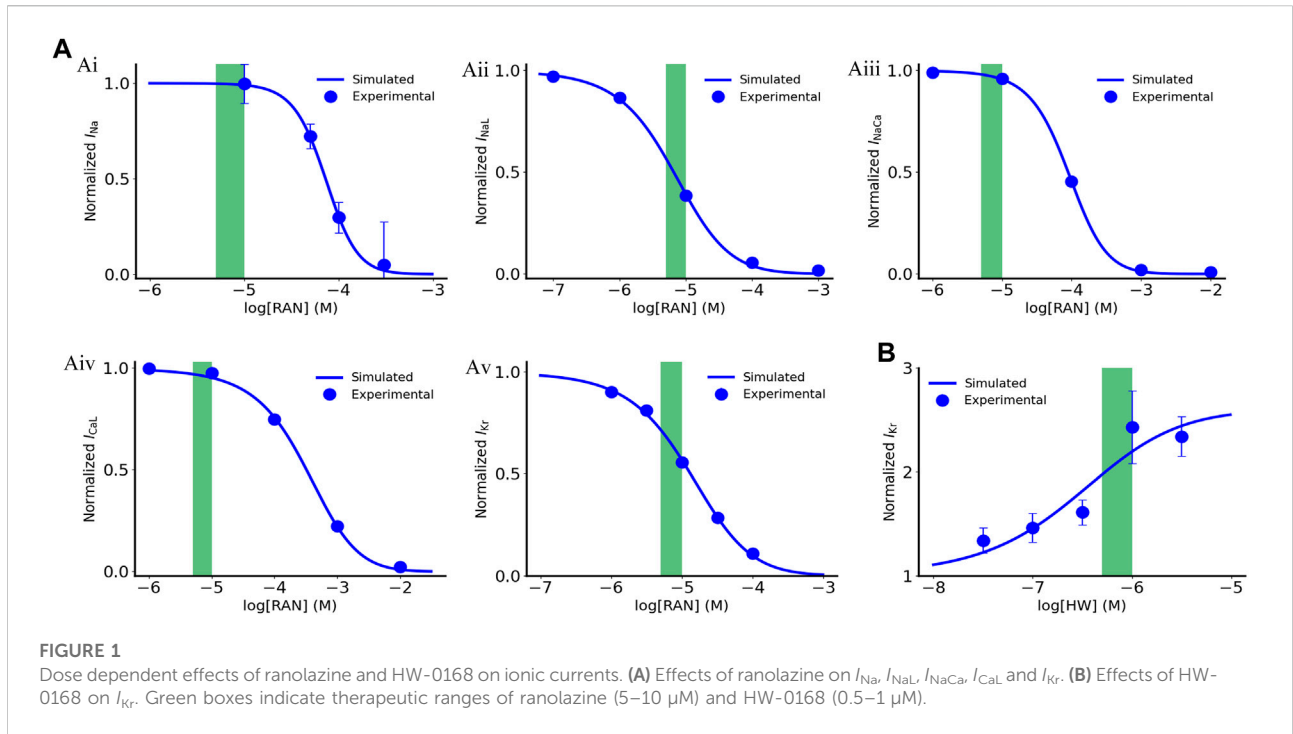 A
Ai
1.0
0.5
0.0
Normalized I_Na
Simulated
Experimental
−6 −5 −4 −3
log[RAN] (M)
Aii
1.0
0.5
0.0
Normalized I_NaL
Simulated
Experimental
−7 −6 −5 −4 −3
log[RAN] (M)
Aiii
1.0
0.5
0.0
Normalized I_NaCa
Simulated
Experimental
−6 −5 −4 −3 −2
log[RAN] (M)
Aiv
1.0
0.5
0.0
Normalized I_CaL
Simulated
Experimental
−6 −5 −4 −3 −2
log[RAN] (M)
Av
1.0
0.5
0.0
Normalized I_Kr
Simulated
Experimental
−7 −6 −5 −4 −3
log[RAN] (M)
B
3
2
1
Normalized I_Kr
Simulated
Experimental
−8 −7 −6 −5
log[HW] (M)
FIGURE 1
Dose dependent effects of ranolazine and HW-0168 on ionic currents. (A) Effects of ranolazine on I_Na, I_NaL, I_NaCa, I_CaL and I_Kr. (B) Effects of HW-
0168 on I_Kr. Green boxes indicate therapeutic ranges of ranolazine (5–10 µM) and HW-0168 (0.5–1 µM).